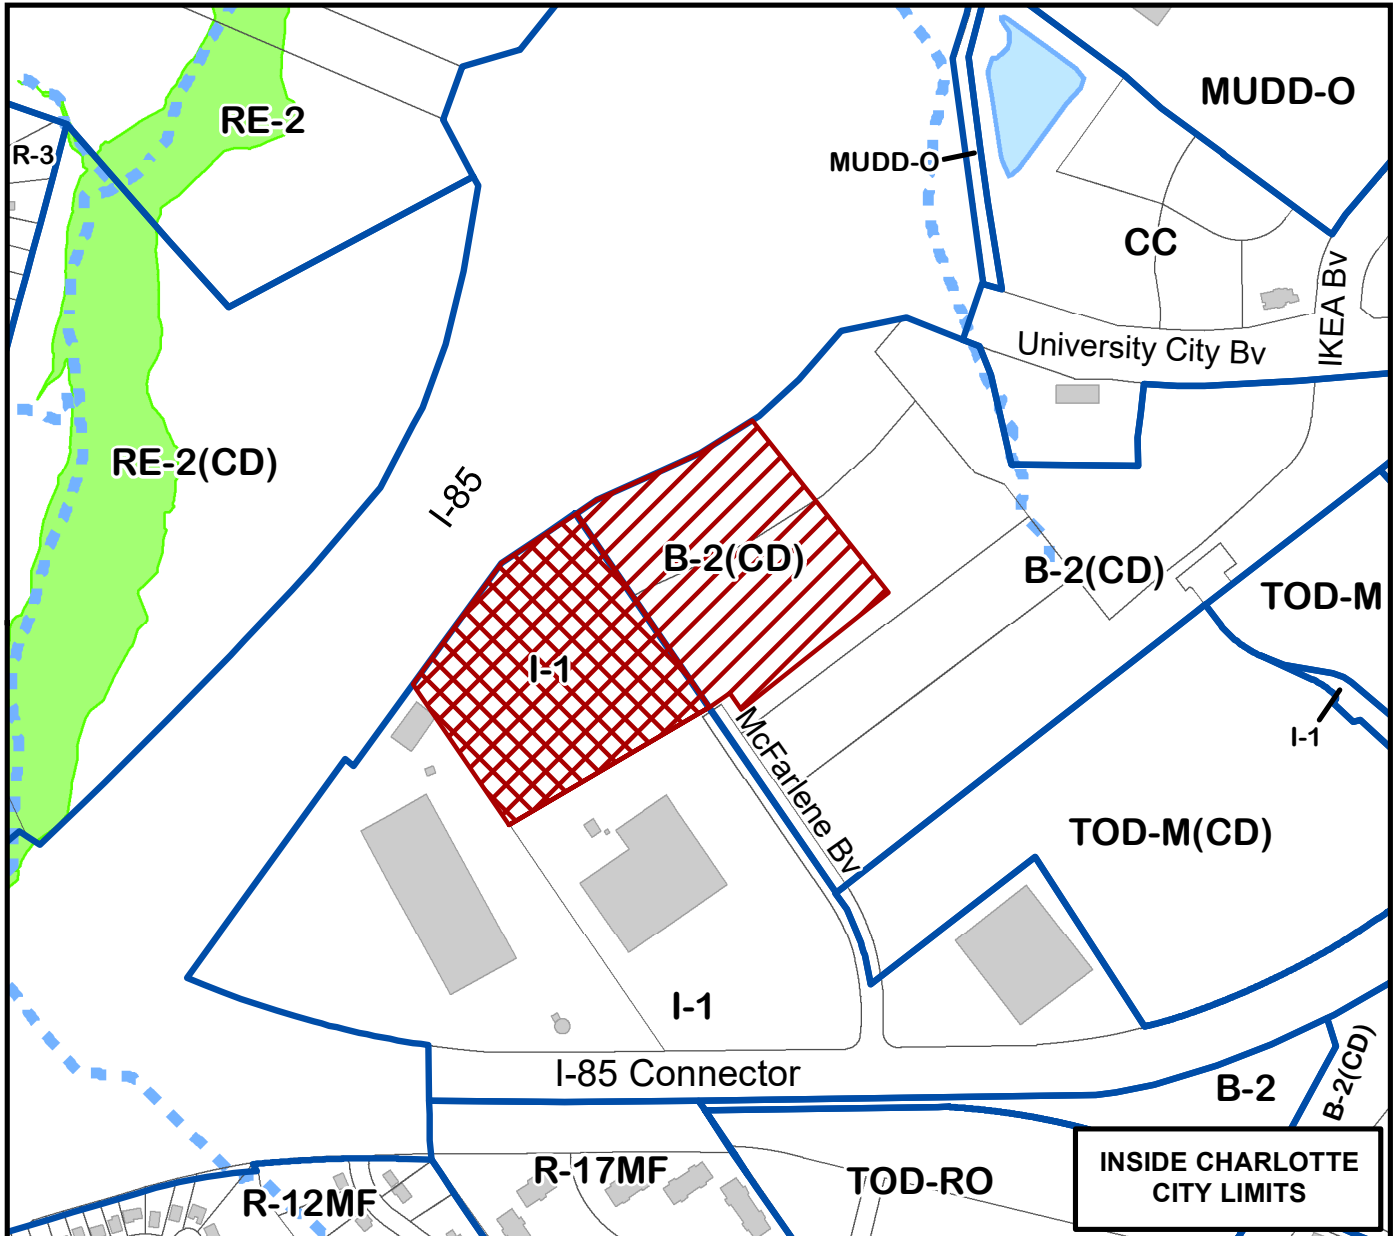 MUDD-O
RE-2
R-3
MUDD-O
CC
IKEA Bv
University City Bv
RE-2(CD)
I-85
B-2(CD)
B-2(CD)
TOD-M
I-1
McFarlene Bv
I-1
TOD-M(CD)
I-1
I-85 Connector
B-2
B-2(CD)
R-17MF
R-12MF
TOD-RO
INSIDE CHARLOTTE
CITY LIMITS